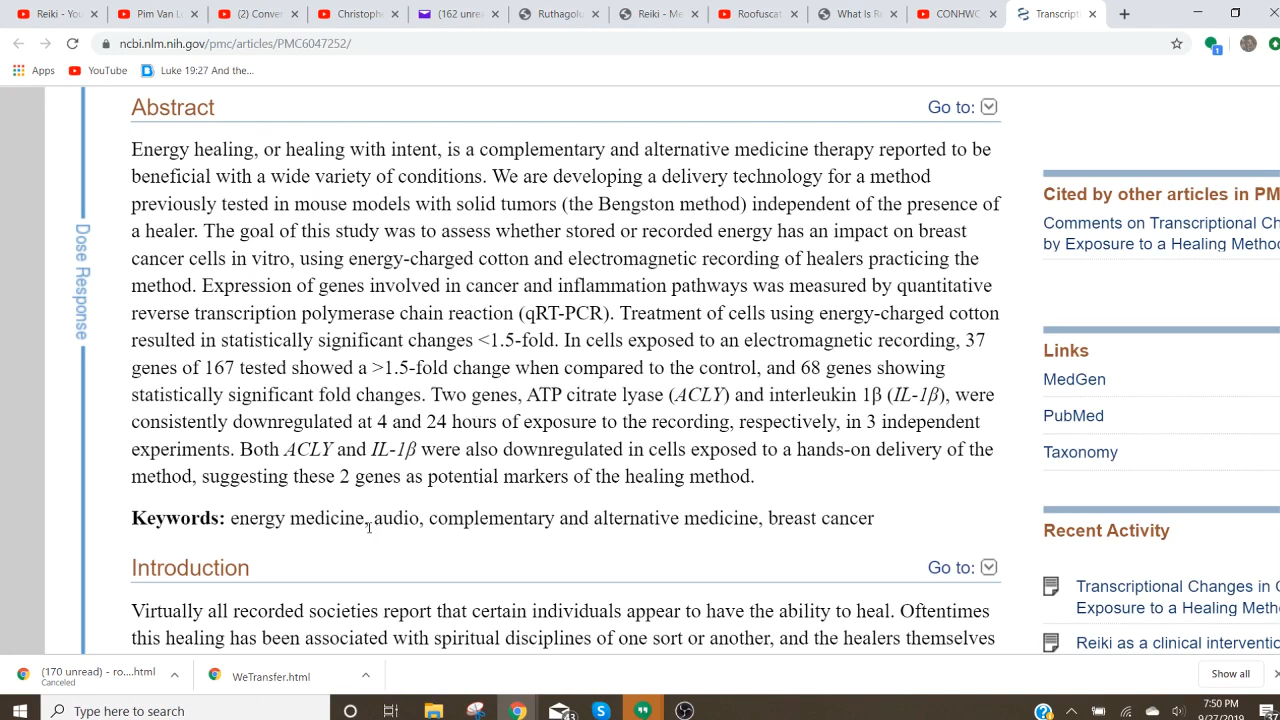 Reiki - You
Pim Van Lo
(2) Conver
Christophe
(162 unrea
Ruthagolu
Reiki - Me
Roofuscat
What Is Re
CONHWC
Transcripti
ncbi.nlm.nih.gov/pmc/articles/PMC6047252/
1
Apps
YouTube
Luke 19:27 And the...
Abstract
Go to:
Energy healing, or healing with intent, is a complementary and alternative medicine therapy reported to be
beneficial with a wide variety of conditions. We are developing a delivery technology for a method
previously tested in mouse models with solid tumors (the Bengston method) independent of the presence of
a healer. The goal of this study was to assess whether stored or recorded energy has an impact on breast
cancer cells in vitro, using energy-charged cotton and electromagnetic recording of healers practicing the
method. Expression of genes involved in cancer and inflammation pathways was measured by quantitative
reverse transcription polymerase chain reaction (qRT-PCR). Treatment of cells using energy-charged cotton
resulted in statistically significant changes <1.5-fold. In cells exposed to an electromagnetic recording, 37
genes of 167 tested showed a >1.5-fold change when compared to the control, and 68 genes showing
statistically significant fold changes. Two genes, ATP citrate lyase (ACLY) and interleukin 1β (IL-1β), were
consistently downregulated at 4 and 24 hours of exposure to the recording, respectively, in 3 independent
experiments. Both ACLY and IL-1β were also downregulated in cells exposed to a hands-on delivery of the
method, suggesting these 2 genes as potential markers of the healing method.
Keywords: energy medicine, audio, complementary and alternative medicine, breast cancer
Introduction
Go to:
Virtually all recorded societies report that certain individuals appear to have the ability to heal. Oftentimes
this healing has been associated with spiritual disciplines of one sort or another, and the healers themselves
Dose Response
Cited by other articles in PM
Comments on Transcriptional Ch
by Exposure to a Healing Metho
Links
MedGen
PubMed
Taxonomy
Recent Activity
Transcriptional Changes in C
Exposure to a Healing Meth
Reiki as a clinical interventio
(170 unread) - ro....html
Canceled
WeTransfer.html
Show all
Type here to search
43
7:50 PM
9/27/2019